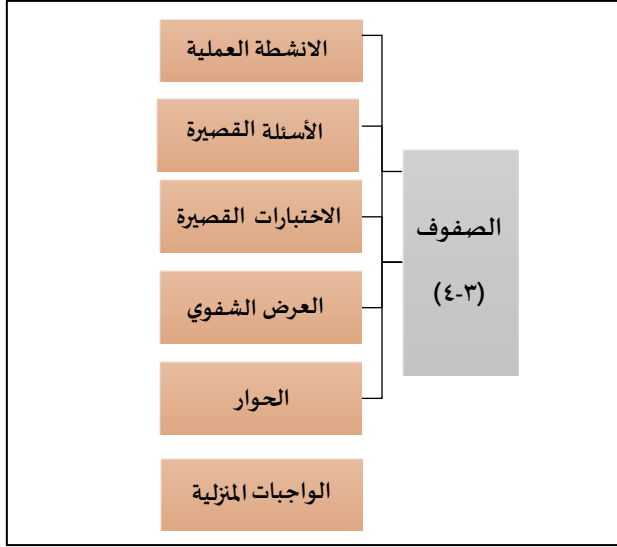 الصفوف
(٣-٤)
الانشطة العملية
الأسئلة القصيرة
الاختبارات القصيرة
العرض الشفوي
الحوار
الواجبات المنزلية